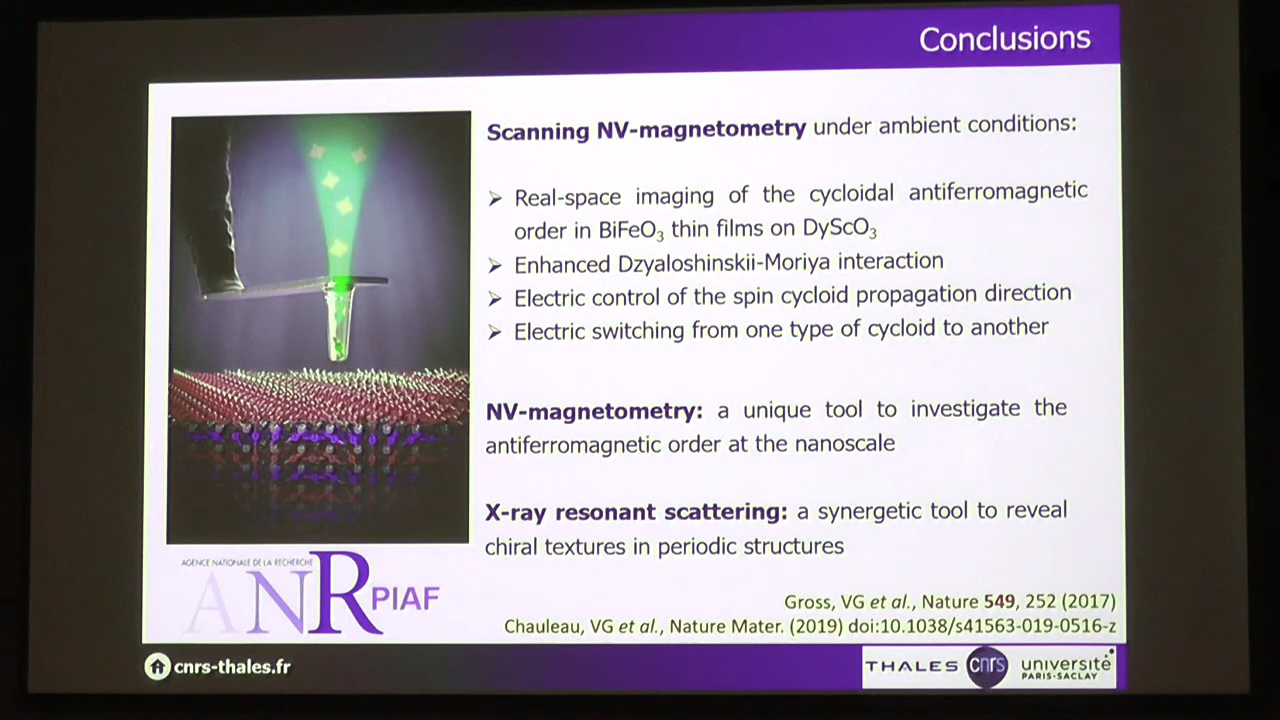 Conclusions
Scanning NV-magnetometry under ambient conditions:
➢ Real-space imaging of the cycloidal antiferromagnetic
order in BiFeO₃ thin films on DyScO₃
➢ Enhanced Dzyaloshinskii-Moriya interaction
➢ Electric control of the spin cycloid propagation direction
➢ Electric switching from one type of cycloid to another
NV-magnetometry: a unique tool to investigate the
antiferromagnetic order at the nanoscale
X-ray resonant scattering: a synergetic tool to reveal
chiral textures in periodic structures
AGENCE NATIONALE DE LA RECHERCHE
ANR PIAF
Gross, VG et al., Nature 549, 252 (2017)
Chauleau, VG et al., Nature Mater. (2019) doi:10.1038/s41563-019-0516-z
cnrs-thales.fr
THALES cnrs université
PARIS-SACLAY